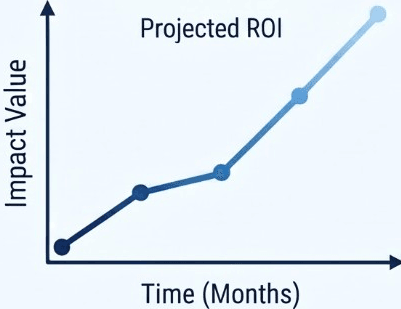 Projected ROI
Impact Value
Time (Months)